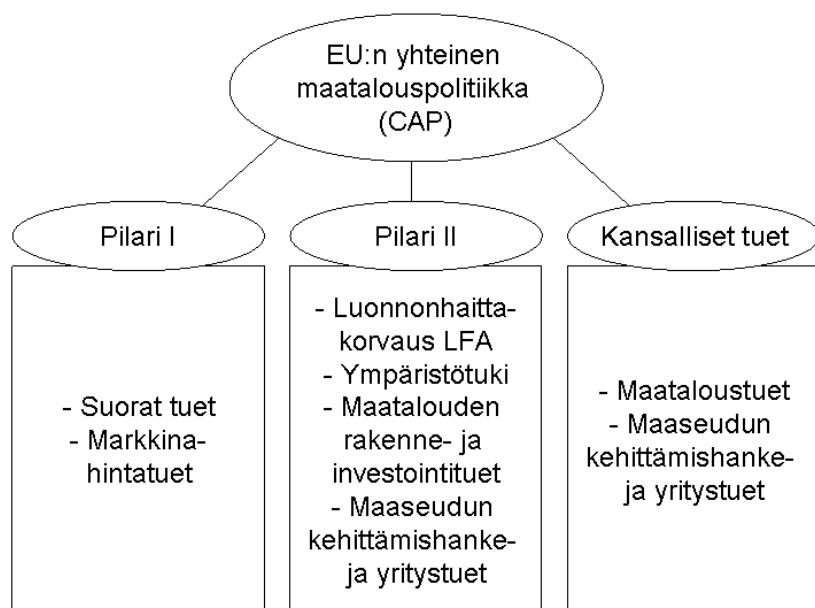 EU:n yhteinen
maatalouspolitiikka
(CAP)
Pilari I
Pilari II
Kansalliset tuet
- Suorat tuet
- Markkina-
hintatuet
- Luonnonhaitta-
korvaus LFA
- Ympäristötuki
- Maatalouden
rakenne- ja
investointituet
- Maaseudun
kehittämishanke-
ja yritystuet
- Maataloustuet
- Maaseudun
kehittämishanke-
ja yritystuet